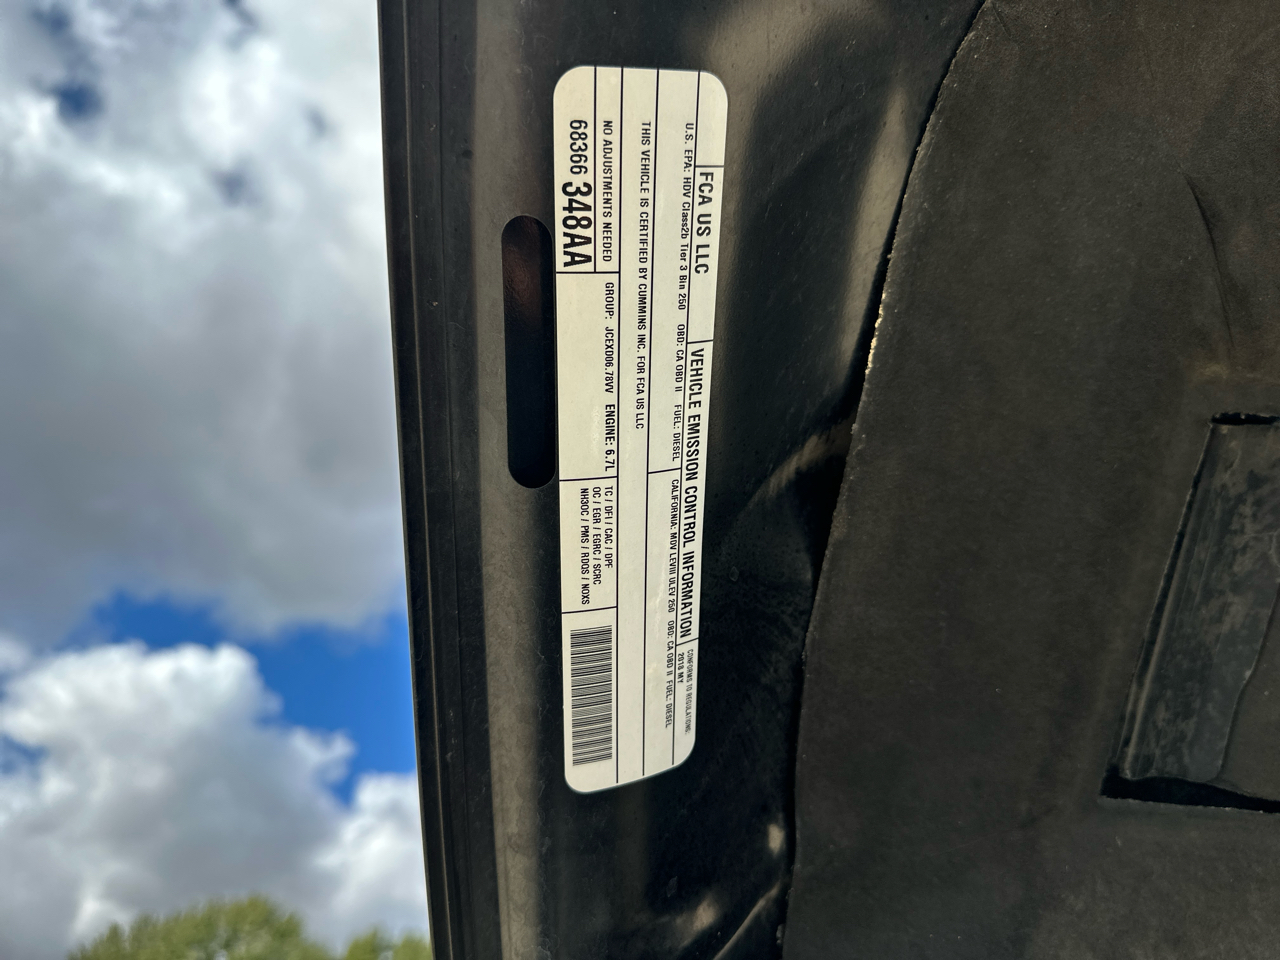 FCA US LLC
VEHICLE EMISSION CONTROL INFORMATION
CONFORMS TO REGULATIONS:
2018 MY
U.S. EPA: HDV Class2b Tier 3 Bin 250 OBD: CA OBD II FUEL: DIESEL
CALIFORNIA: MDV LEVIII ULEV 250 OBD: CA OBD II FUEL: DIESEL
THIS VEHICLE IS CERTIFIED BY CUMMINS INC. FOR FCA US LLC
NO ADJUSTMENTS NEEDED
68366 348AA
GROUP: JCEXD06.78VV ENGINE: 6.7L
TC / DFI / CAC / DPF
OC / EGR / EGRC / SCRC
NH3OC / PMS / RDQS / NOXS